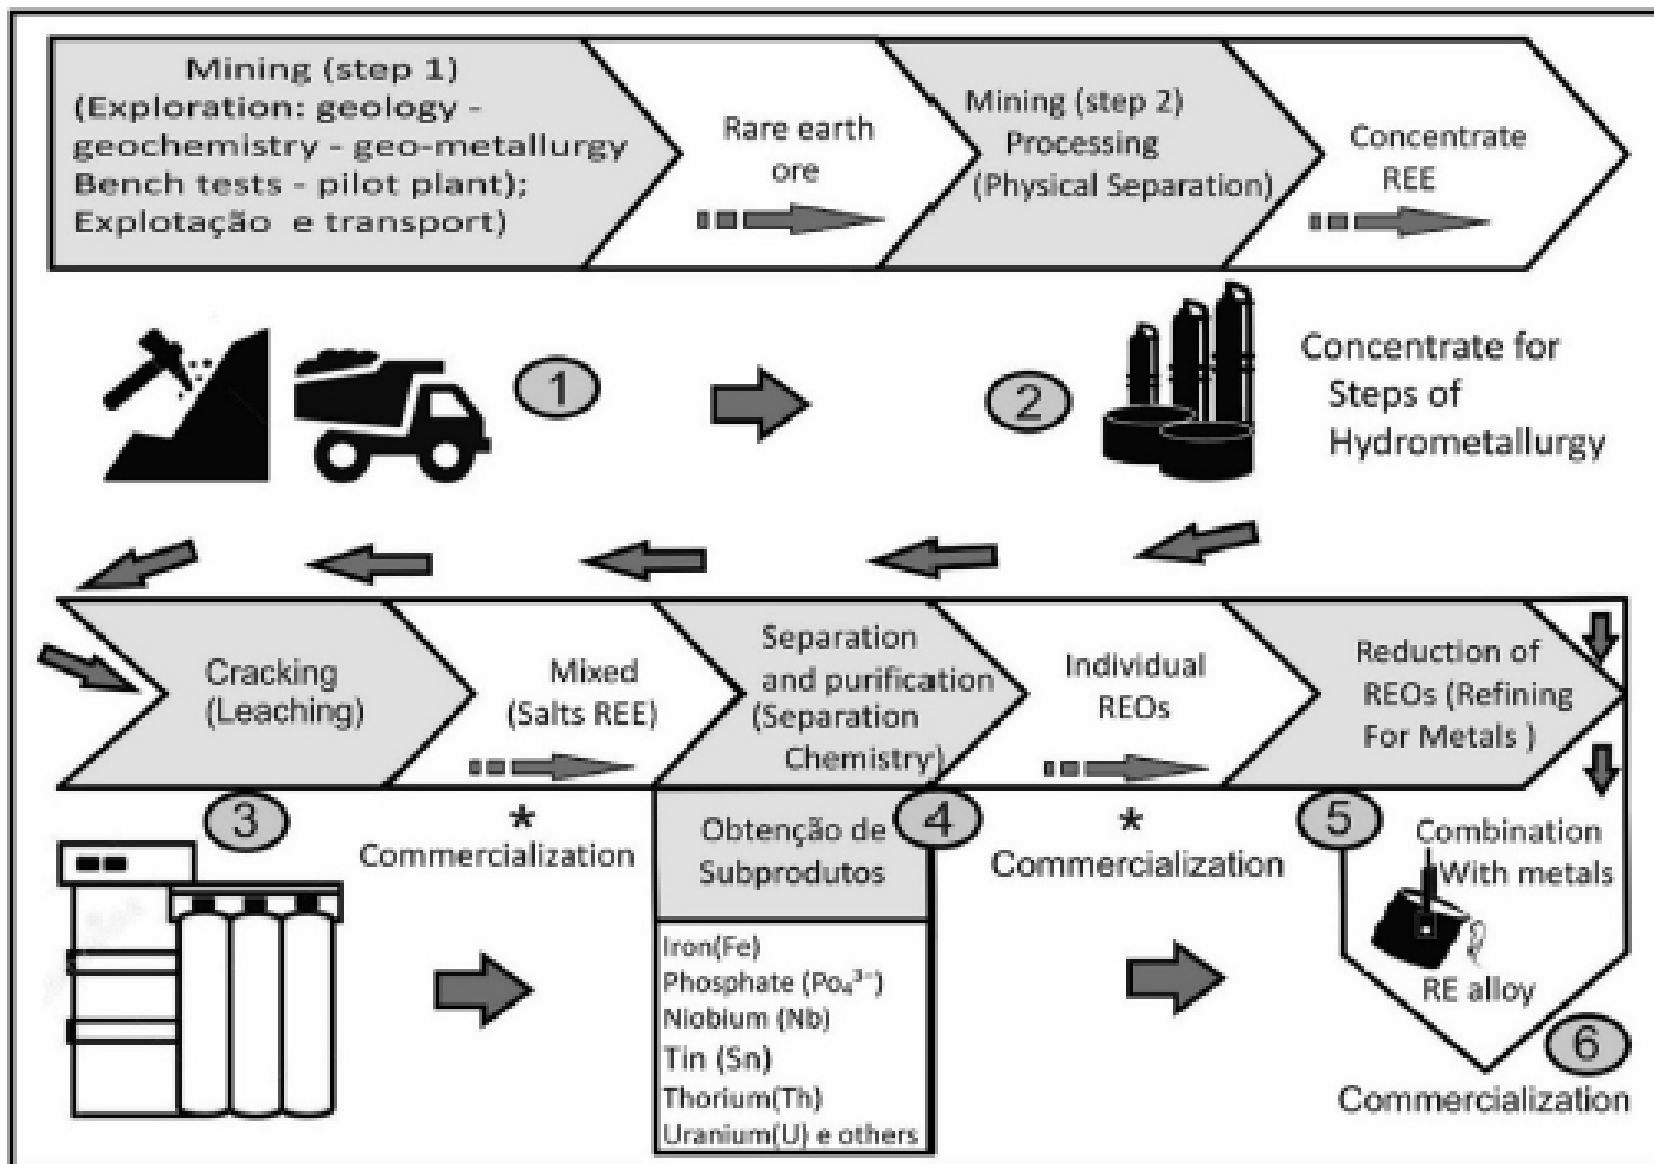 Mining (step 1)
(Exploration: geology -
geochemistry - geo-metallurgy
Bench tests - pilot plant);
Explotação e transport)
Rare earth
ore
Mining (step 2)
Processing
(Physical Separation)
Concentrate
REE
1
2
Concentrate for
Steps of
Hydrometallurgy
Cracking
(Leaching)
Mixed
(Salts REE)
Separation
and purification
(Separation
Chemistry)
Individual
REOs
Reduction of
REOs (Refining
For Metals )
3
*
Commercialization
Obtenção de
Subprodutos
4
Iron(Fe)
Phosphate (Po₄³⁻)
Niobium (Nb)
Tin (Sn)
Thorium(Th)
Uranium(U) e others
*
Commercialization
5
Combination
With metals
RE alloy
6
Commercialization